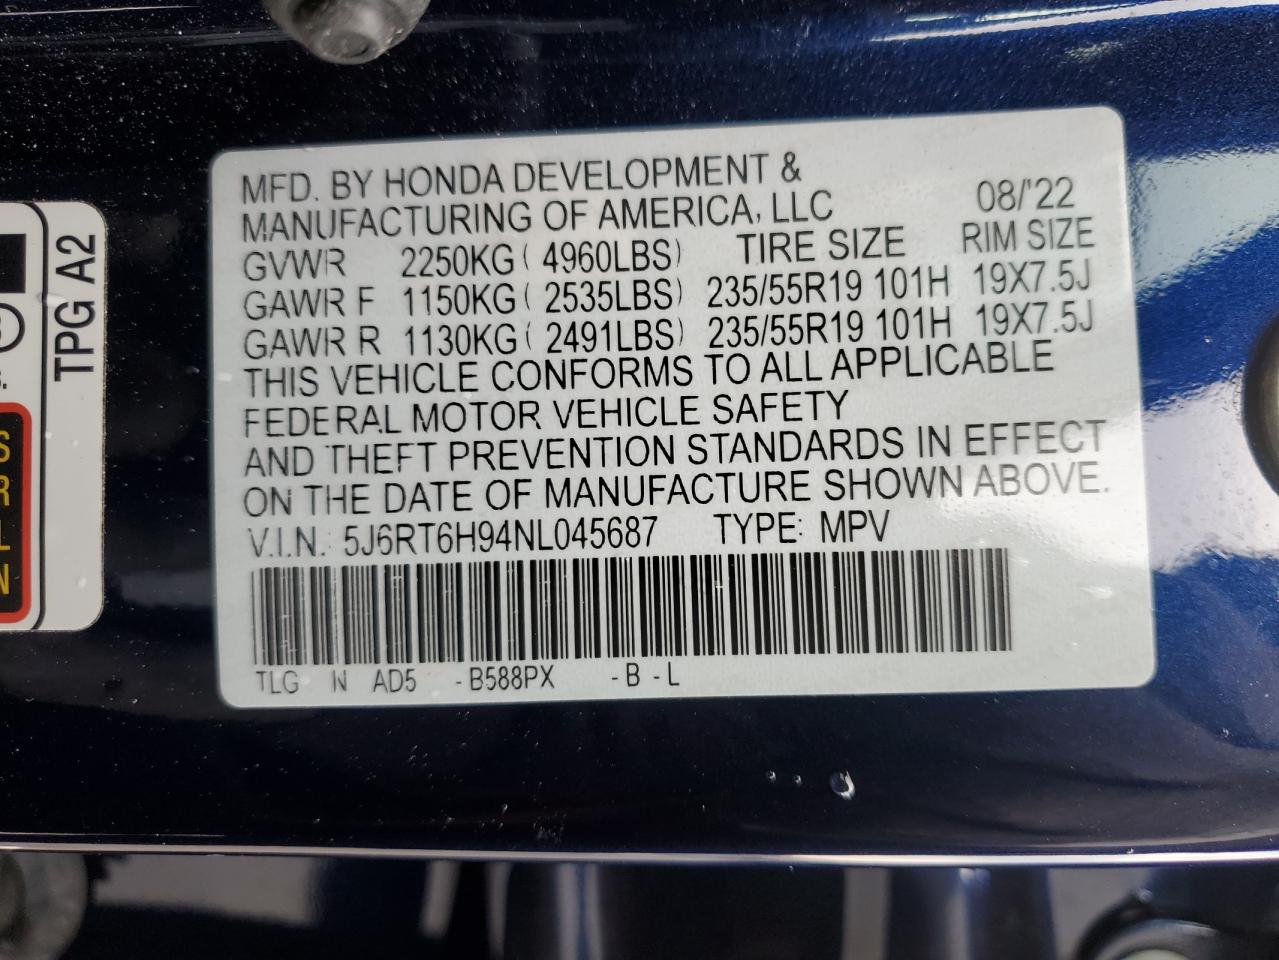 MFD. BY HONDA DEVELOPMENT &
MANUFACTURING OF AMERICA, LLC 08/'22
GVWR 2250KG ( 4960LBS) TIRE SIZE RIM SIZE
GAWR F 1150KG ( 2535LBS) 235/55R19 101H 19X7.5J
GAWR R 1130KG ( 2491LBS) 235/55R19 101H 19X7.5J
THIS VEHICLE CONFORMS TO ALL APPLICABLE
FEDERAL MOTOR VEHICLE SAFETY
AND THEFT PREVENTION STANDARDS IN EFFECT
ON THE DATE OF MANUFACTURE SHOWN ABOVE.
V.I.N. 5J6RT6H94NL045687 TYPE: MPV
TLG N AD5 -B588PX -B -L
TPG A2
S
R
L
N